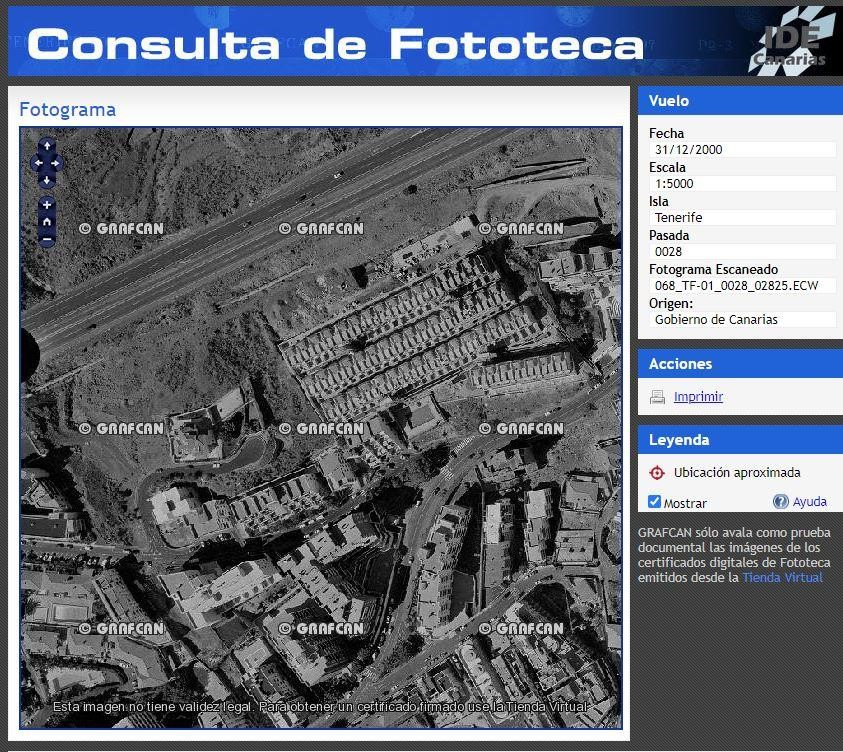 Consulta de Fototeca
IDE
Canarias
Fotograma
© GRAFCAN © GRAFCAN © GRAFCAN
© GRAFCAN © GRAFCAN © GRAFCAN
© GRAFCAN © GRAFCAN © GRAFCAN
Esta imagen no tiene validez legal. Para obtener un certificado firmado use la Tienda Virtual
Vuelo
Fecha
31/12/2000
Escala
1:5000
Isla
Tenerife
Pasada
0028
Fotograma Escaneado
068_TF-01_0028_02825.ECW
Origen:
Gobierno de Canarias
Acciones
Imprimir
Leyenda
Ubicación aproximada
Mostrar
Ayuda
GRAFCAN sólo avala como prueba
documental las imágenes de los
certificados digitales de Fototeca
emitidos desde la Tienda Virtual